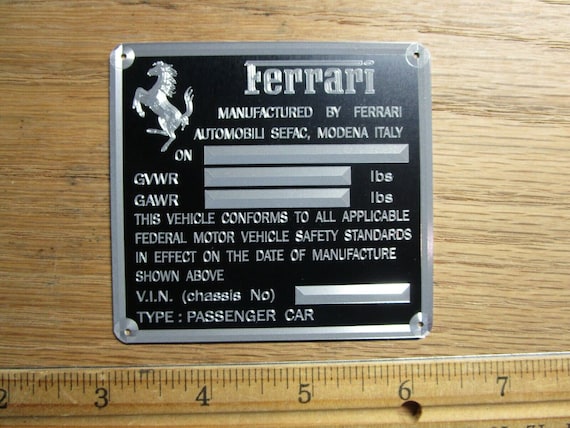 Ferrari
MANUFACTURED BY FERRARI
AUTOMOBILI SEFAC, MODENA ITALY
ON
GVWR lbs
GAWR lbs
THIS VEHICLE CONFORMS TO ALL APPLICABLE
FEDERAL MOTOR VEHICLE SAFETY STANDARDS
IN EFFECT ON THE DATE OF MANUFACTURE
SHOWN ABOVE
V.I.N. (chassis No)
TYPE : PASSENGER CAR
2 3 4 5 6 7